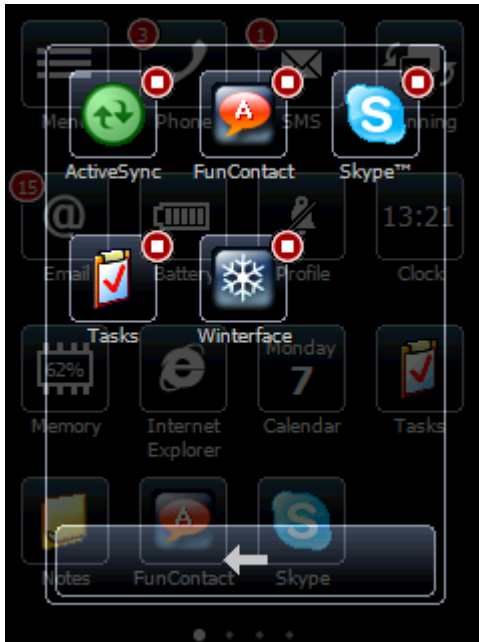 3
1
Menu
Phone
SMS
nning
A
ActiveSync
FunContact
Skype™
15
@
13:21
Email
Battery
Profile
Clock
Tasks
Winterface
62%
Monday
7
Memory
Internet
Explorer
Calendar
Tasks
A
Notes
FunContact
Skype